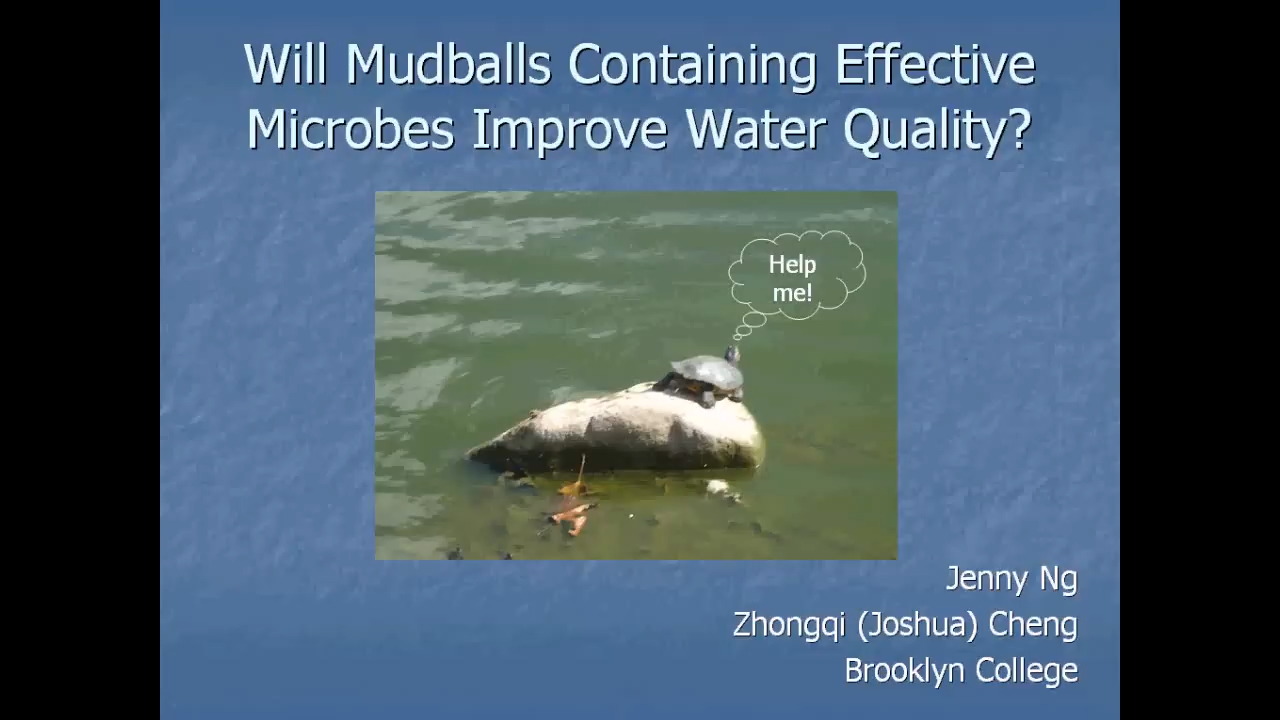 Will Mudballs Containing Effective
Microbes Improve Water Quality?
Help
me!
Jenny Ng
Zhongqi (Joshua) Cheng
Brooklyn College